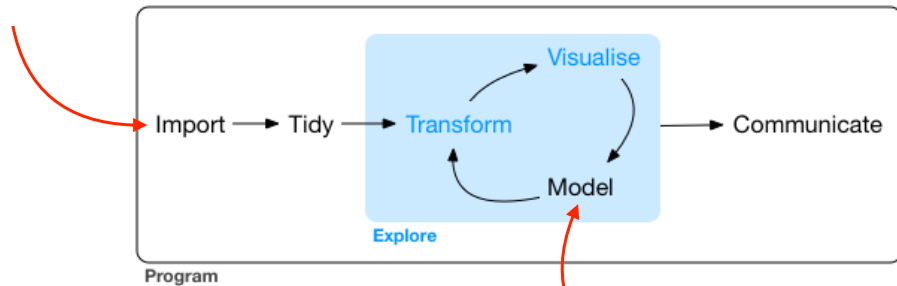 Visualise
Import Tidy Transform Communicate
Model
Explore
Program